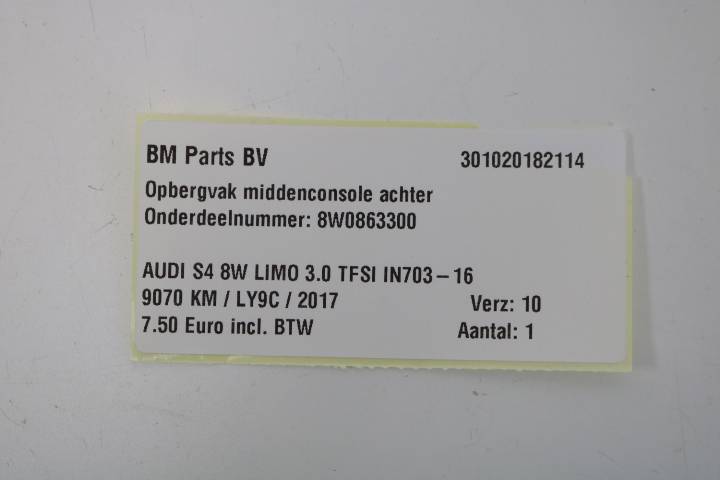 BM Parts BV 301020182114
Opbergvak middenconsole achter
Onderdeelnummer: 8W0863300
AUDI S4 8W LIMO 3.0 TFSI IN703-16
9070 KM / LY9C / 2017 Verz: 10
7.50 Euro incl. BTW Aantal: 1